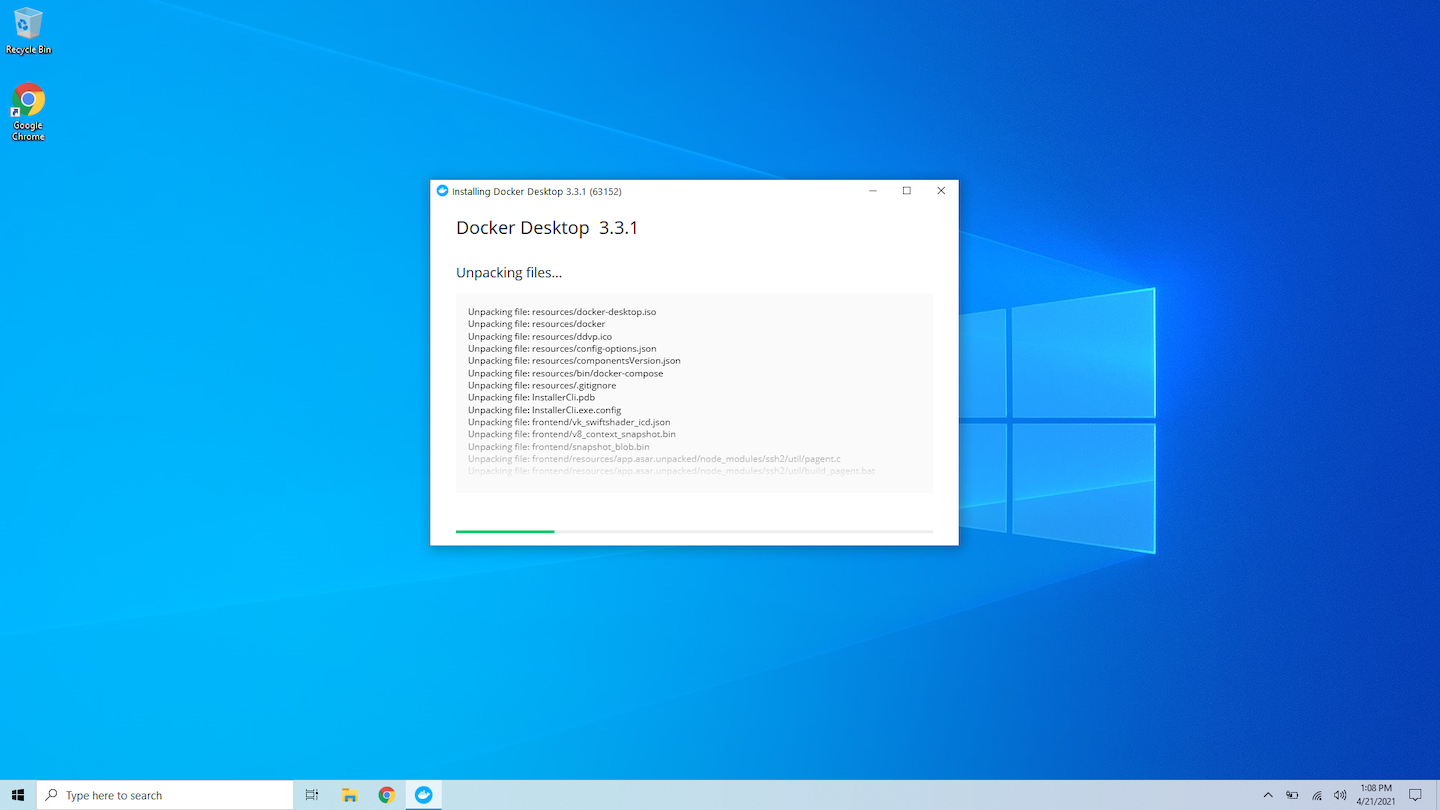 Recycle Bin
Google
Chrome
Installing Docker Desktop 3.3.1 (63152)
Docker Desktop 3.3.1
Unpacking files...
Unpacking file: resources/docker-desktop.iso
Unpacking file: resources/docker
Unpacking file: resources/ddvp.ico
Unpacking file: resources/config-options.json
Unpacking file: resources/componentsVersion.json
Unpacking file: resources/bin/docker-compose
Unpacking file: resources/.gitignore
Unpacking file: InstallerCli.pdb
Unpacking file: InstallerCli.exe.config
Unpacking file: frontend/vk_swiftshader_icd.json
Unpacking file: frontend/v8_context_snapshot.bin
Unpacking file: frontend/snapshot_blob.bin
Unpacking file: frontend/resources/app.asar.unpacked/node_modules/ssh2/util/pagent.c
Unpacking file: frontend/resources/app.asar.unpacked/node_modules/ssh2/util/build_pagent.bat
Type here to search
1:08 PM
4/21/2021